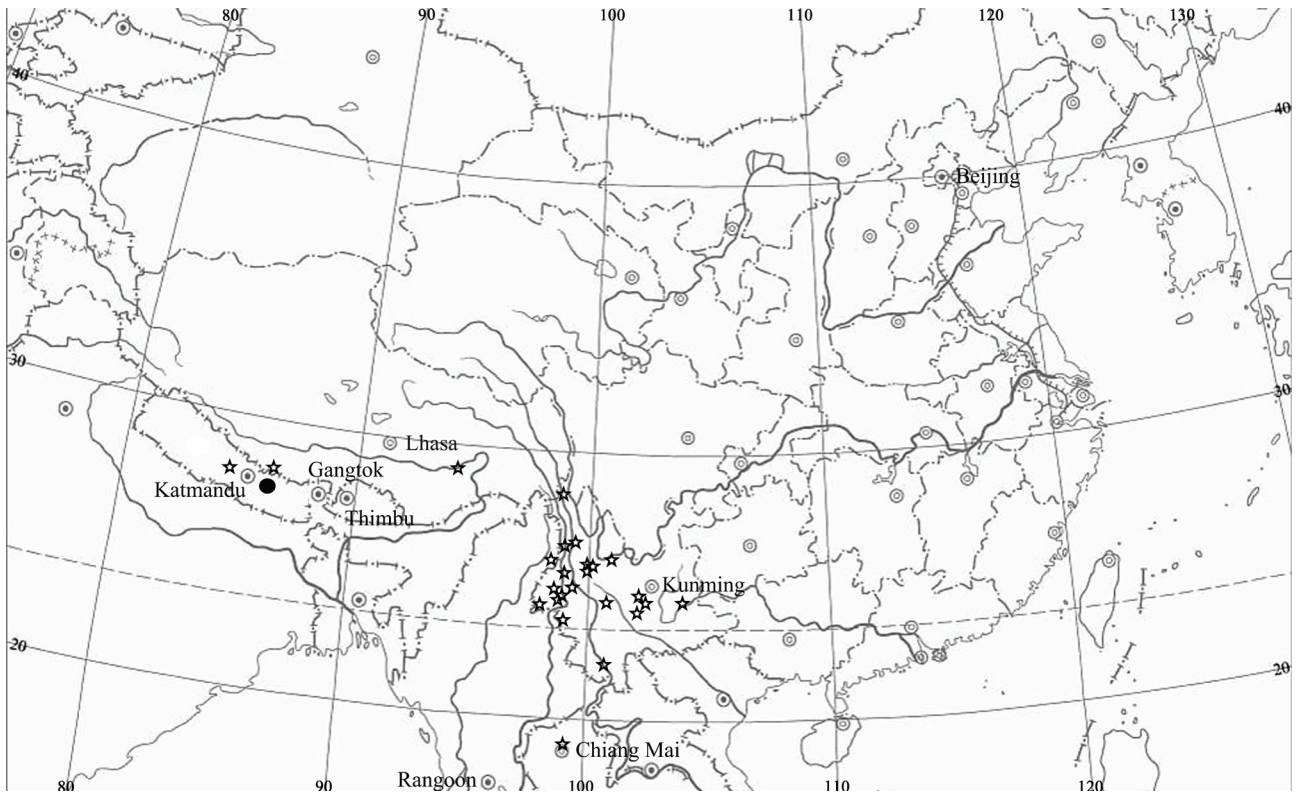 80 90 100 110 120 130
40
40
Beijing
30
30
Lhasa
Gangtok
Katmandu
Thimbu
Kunming
20
20
Chiang Mai
Rangoon
80 90 100 110 120